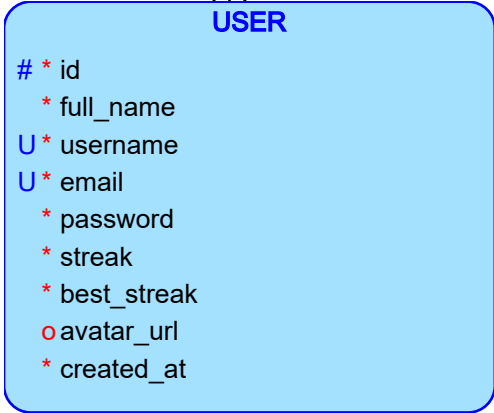 USER
# * id
* full_name
U * username
U * email
* password
* streak
* best_streak
o avatar_url
* created_at